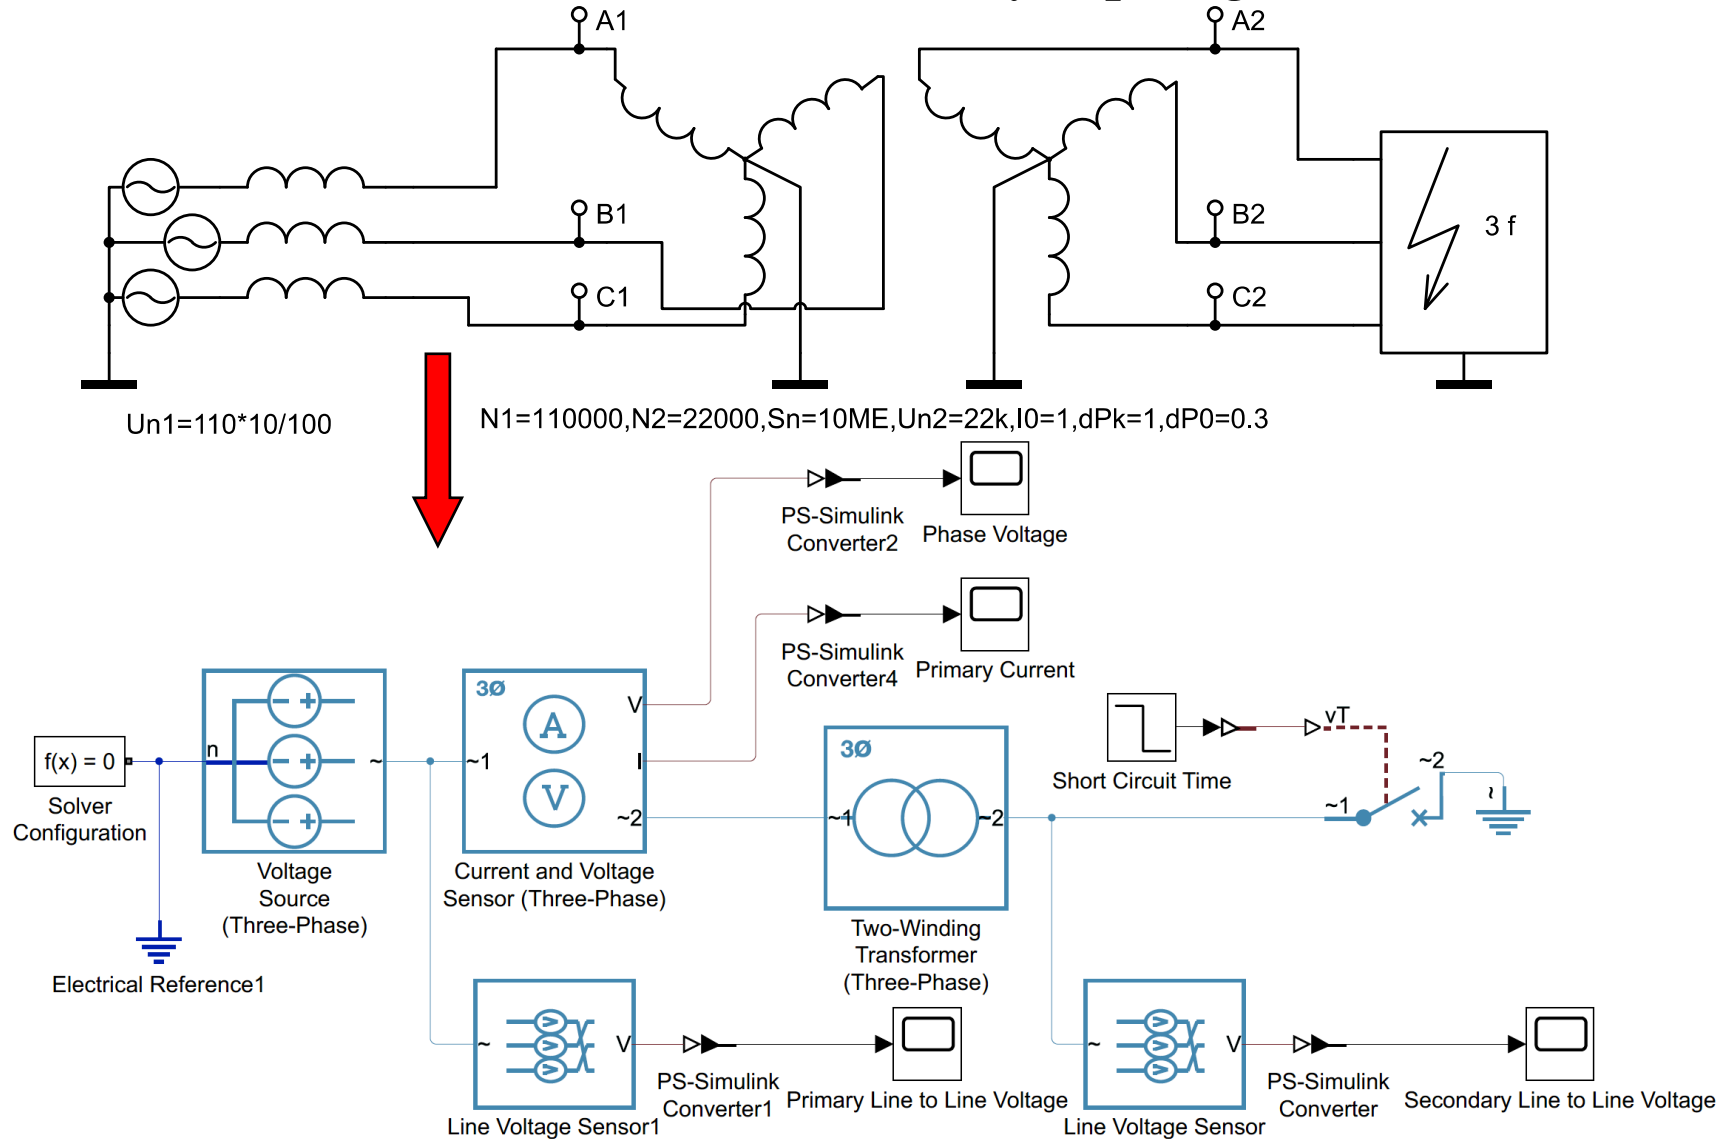 A1
A2
B1
B2
3 f
C1
C2
Un1=110*10/100
N1=110000,N2=22000,Sn=10ME,Un2=22k,I0=1,dPk=1,dP0=0.3
PS-Simulink
Converter2
Phase Voltage
PS-Simulink
Converter4
Primary Current
f(x) = 0
Solver
Configuration
n
~
Voltage
Source
(Three-Phase)
Electrical Reference1
3Ø
A
V
V
I
~1
~2
Current and Voltage
Sensor (Three-Phase)
3Ø
~1
~2
Two-Winding
Transformer
(Three-Phase)
Short Circuit Time
vT
~1
~2
~
~
V
Line Voltage Sensor1
PS-Simulink
Converter1
Primary Line to Line Voltage
~
V
Line Voltage Sensor
PS-Simulink
Converter
Secondary Line to Line Voltage